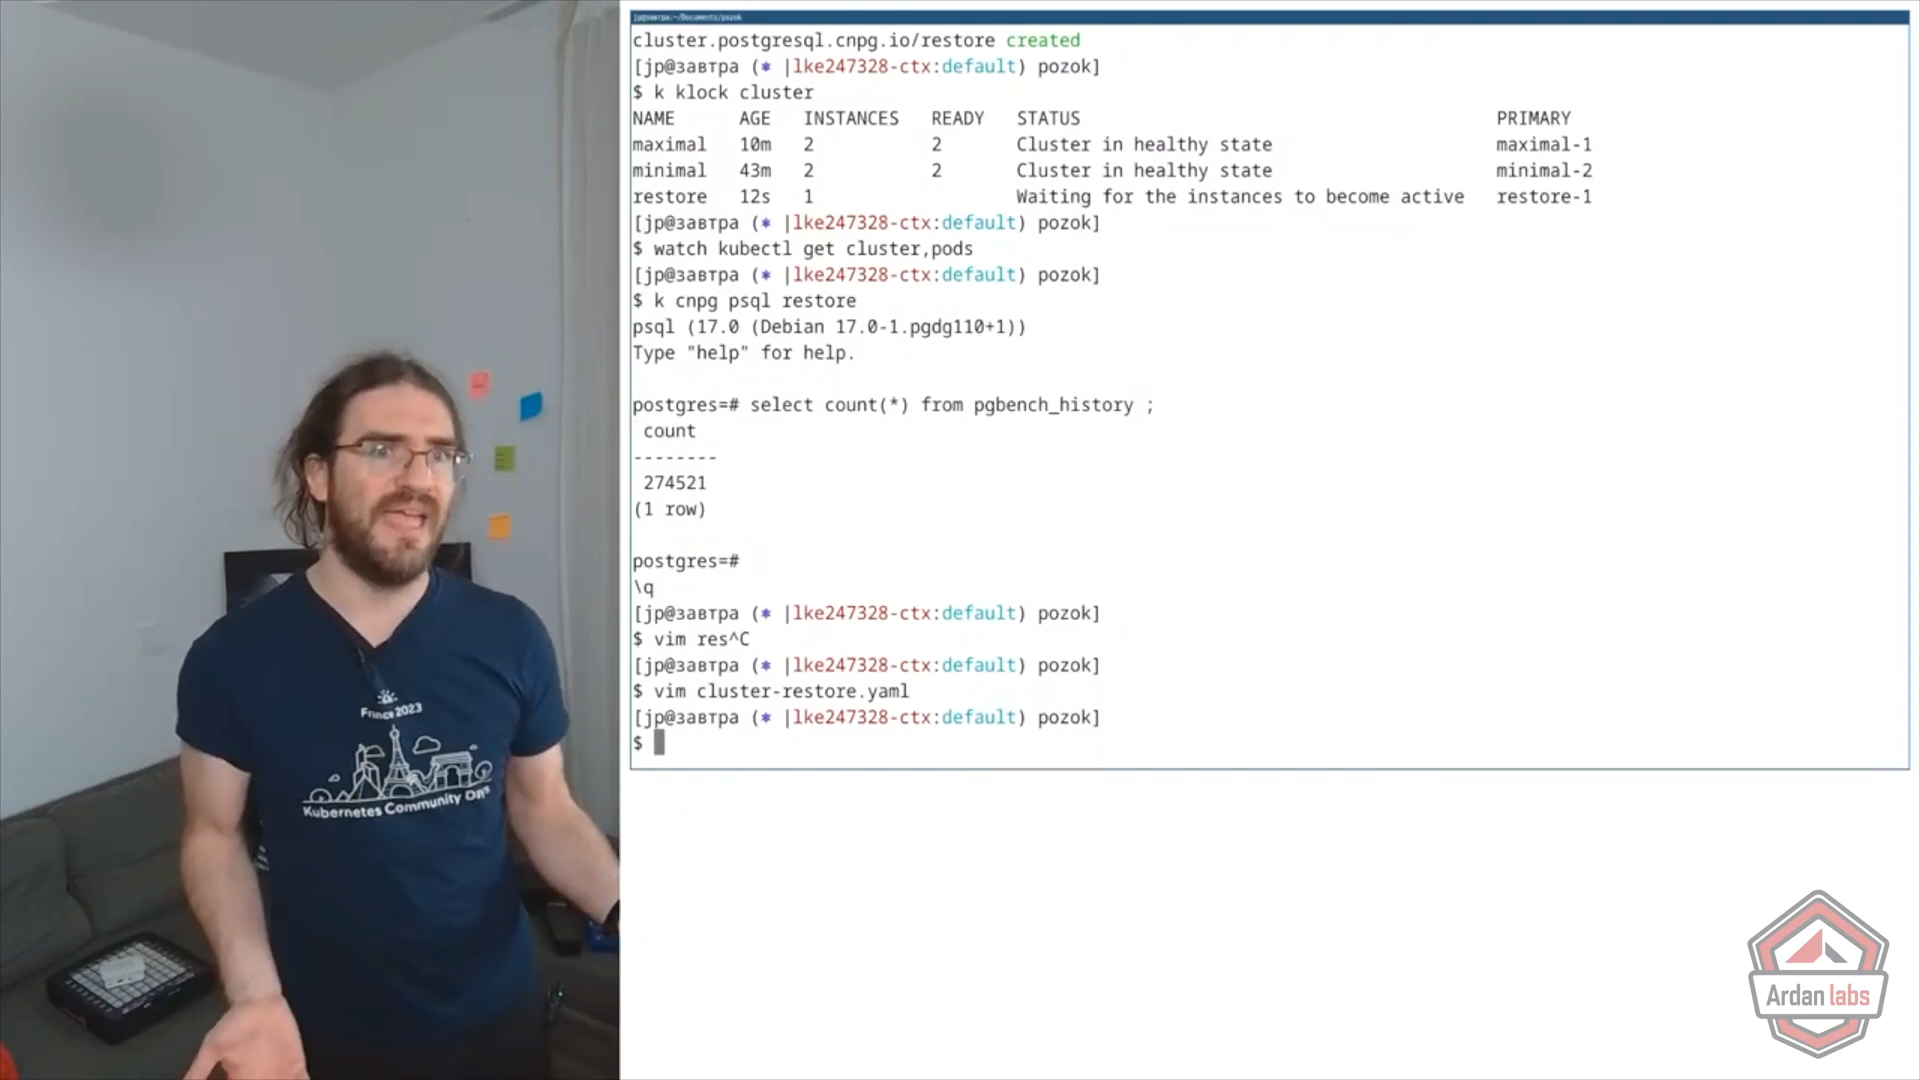 jp@завтра:~/Documents/pozok
cluster.postgresql.cnpg.io/restore created
[jp@завтра (* |lke247328-ctx:default) pozok]
$ k klock cluster
NAME AGE INSTANCES READY STATUS PRIMARY
maximal 10m 2 2 Cluster in healthy state maximal-1
minimal 43m 2 2 Cluster in healthy state minimal-2
restore 12s 1 Waiting for the instances to become active restore-1
[jp@завтра (* |lke247328-ctx:default) pozok]
$ watch kubectl get cluster,pods
[jp@завтра (* |lke247328-ctx:default) pozok]
$ k cnpg psql restore
psql (17.0 (Debian 17.0-1.pgdg110+1))
Type "help" for help.
postgres=# select count(*) from pgbench_history ;
count
--------
274521
(1 row)
postgres=#
\q
[jp@завтра (* |lke247328-ctx:default) pozok]
$ vim res^C
[jp@завтра (* |lke247328-ctx:default) pozok]
$ vim cluster-restore.yaml
[jp@завтра (* |lke247328-ctx:default) pozok]
$
France 2023
Kubernetes Community Days
Ardan labs